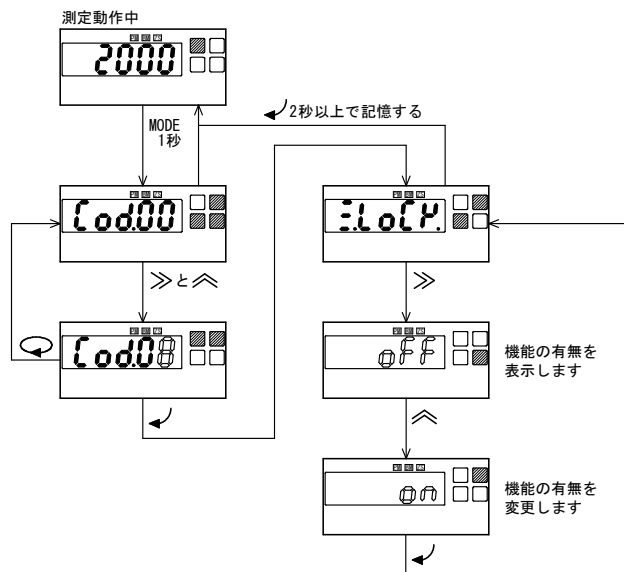 測定動作中
2000
MODE
1秒
2秒以上で記憶する
Cod.00
≫と︽
Cod.08
Ξ.LoCK.
≫
oFF
機能の有無を
表示します
︽
on
機能の有無を
変更します